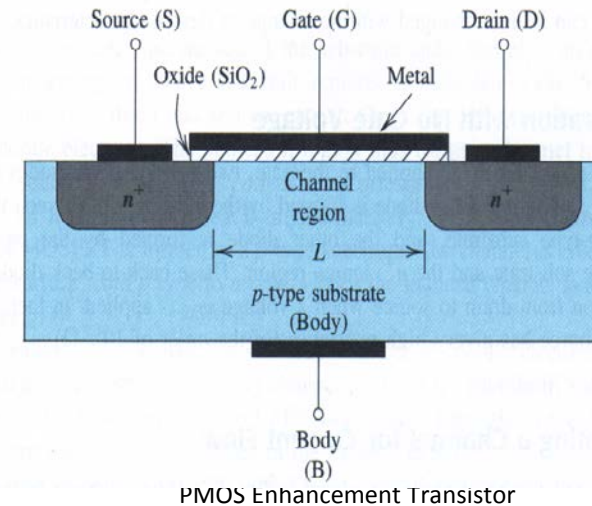 Source (S) Gate (G) Drain (D)
Oxide (SiO₂) Metal
n⁺ Channel region n⁺
L
p-type substrate
(Body)
Body
(B)
PMOS Enhancement Transistor